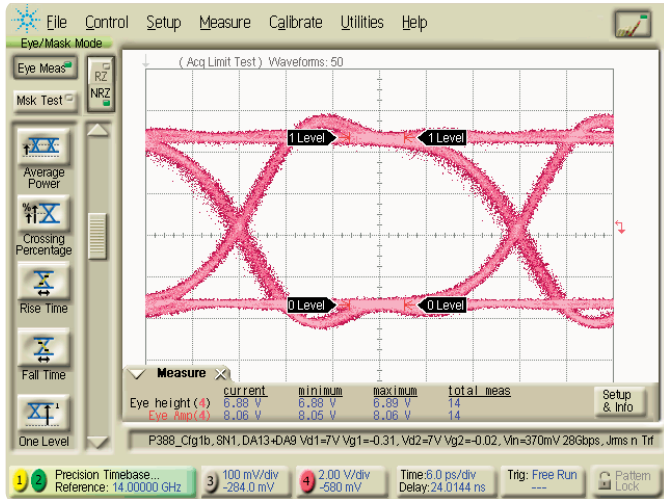 File Control Setup Measure Calibrate Utilities Help
Eye/Mask Mode
Eye Meas
Msk Test
RZ
NRZ
(Acq Limit Test) Waveforms: 50
1 Level 1 Level
0 Level 0 Level
Average
Power
Crossing
Percentage
Rise Time
Fall Time
One Level
Measure
current minimum maximum total meas
Eye height(4) 6.88 V 6.88 V 6.89 V 14
Eye Amp(4) 8.06 V 8.05 V 8.06 V 14
Setup
& Info
P388_Cfg1b, SN1, DA13+DA9 Vd1=7V Vg1=-0.31, Vd2=7V Vg2=-0.02, Vin=370mV 28Gbps, Jrms n Trf
1 2 Precision Timebase...
Reference: 14.00000 GHz
3 100 mV/div
-284.0 mV
4 2.00 V/div
-580 mV
Time:6.0 ps/div
Delay:24.0144 ns
Trig: Free Run
---
Pattern
Lock